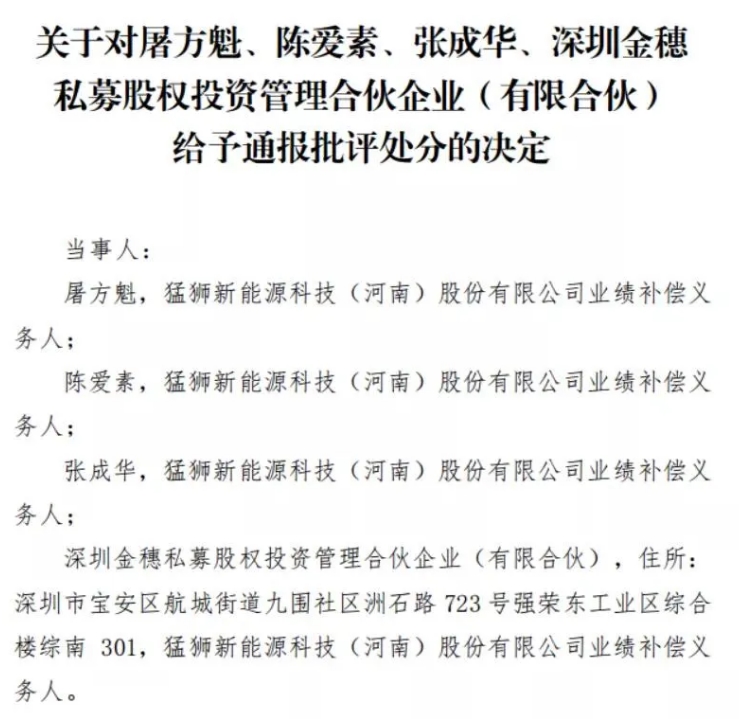 关于对屠方魁、陈爱素、张成华、深圳金穗
私募股权投资管理合伙企业（有限合伙）
给予通报批评处分的决定
当事人：
屠方魁，猛狮新能源科技（河南）股份有限公司业绩补偿义
务人；
陈爱素，猛狮新能源科技（河南）股份有限公司业绩补偿义
务人；
张成华，猛狮新能源科技（河南）股份有限公司业绩补偿义
务人；
深圳金穗私募股权投资管理合伙企业（有限合伙），住所：
深圳市宝安区航城街道九围社区洲石路 723 号强荣东工业区综合
楼综南 301，猛狮新能源科技（河南）股份有限公司业绩补偿义
务人。